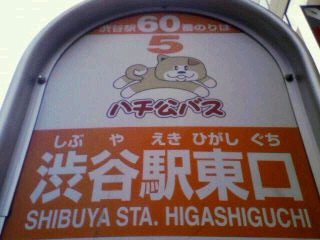 渋谷駅60番のりば
5
ハチ公バス
しぶ や えき ひがし ぐち
渋谷駅東口
SHIBUYA STA. HIGASHIGUCHI